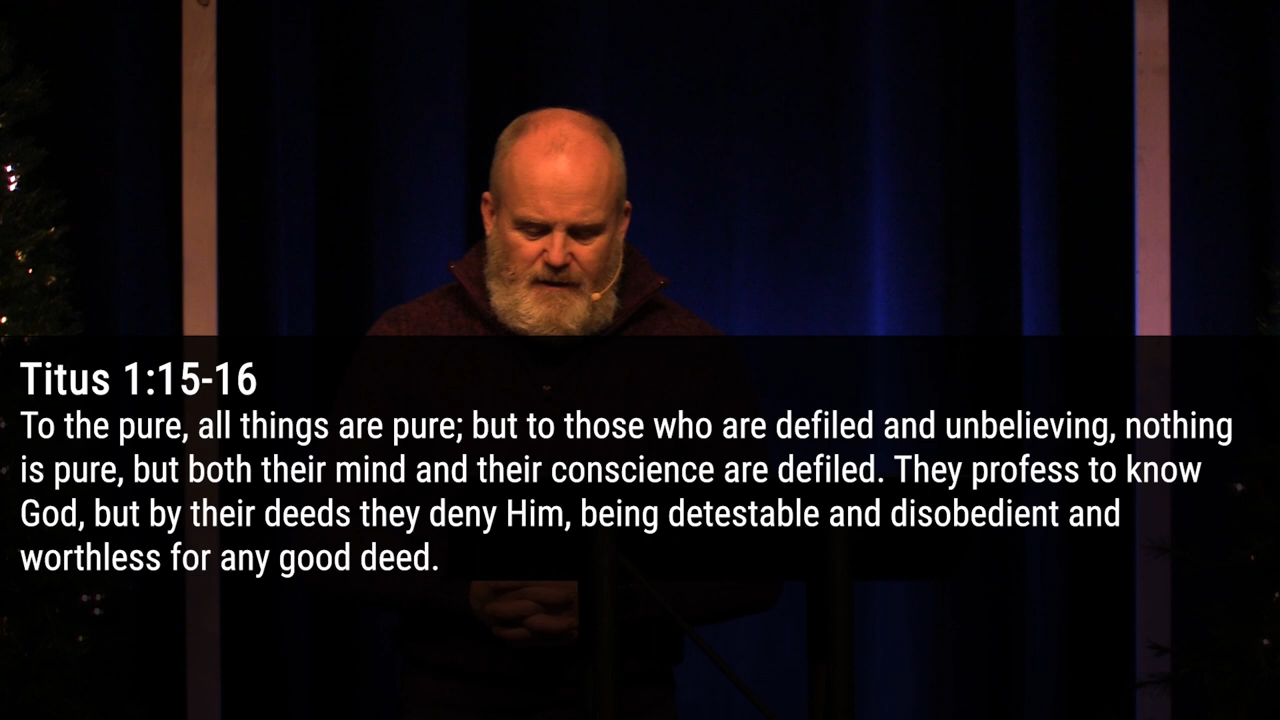 Titus 1:15-16
To the pure, all things are pure; but to those who are defiled and unbelieving, nothing
is pure, but both their mind and their conscience are defiled. They profess to know
God, but by their deeds they deny Him, being detestable and disobedient and
worthless for any good deed.